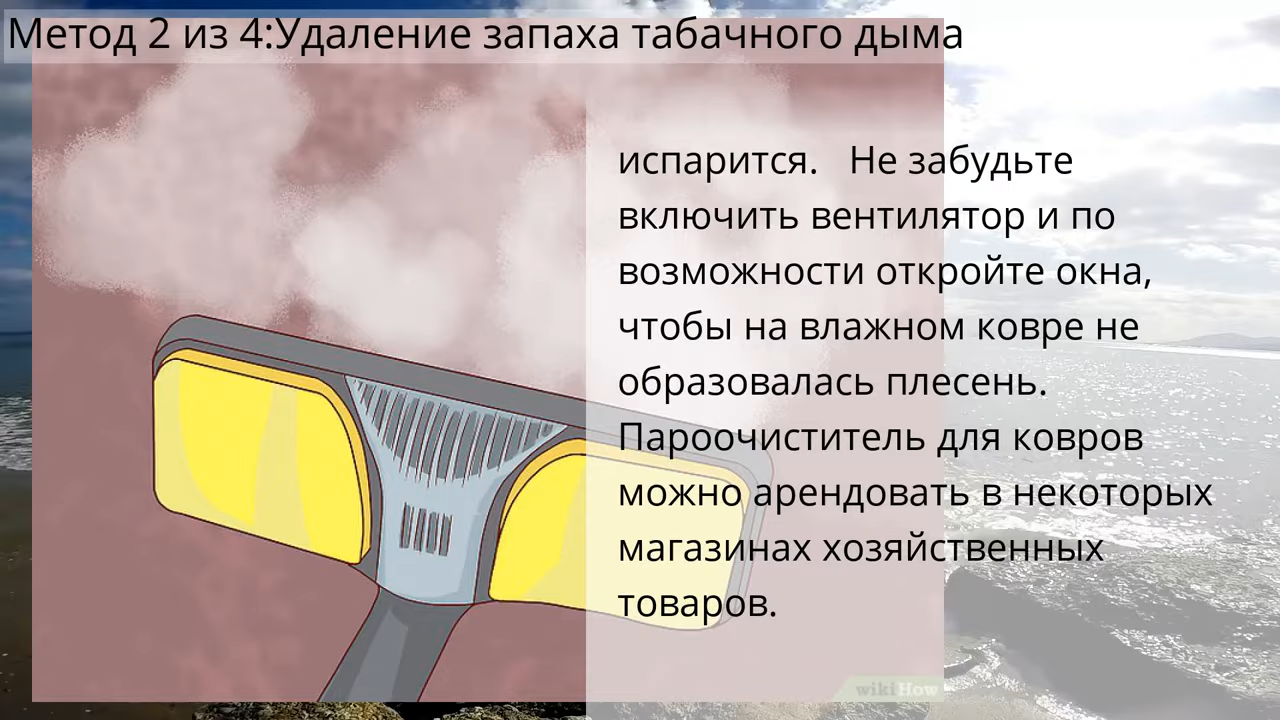 Метод 2 из 4:Удаление запаха табачного дыма
испарится.   Не забудьте
включить вентилятор и по
возможности откройте окна,
чтобы на влажном ковре не
образовалась плесень.
Пароочиститель для ковров
можно арендовать в некоторых
магазинах хозяйственных
товаров.
wikiHow